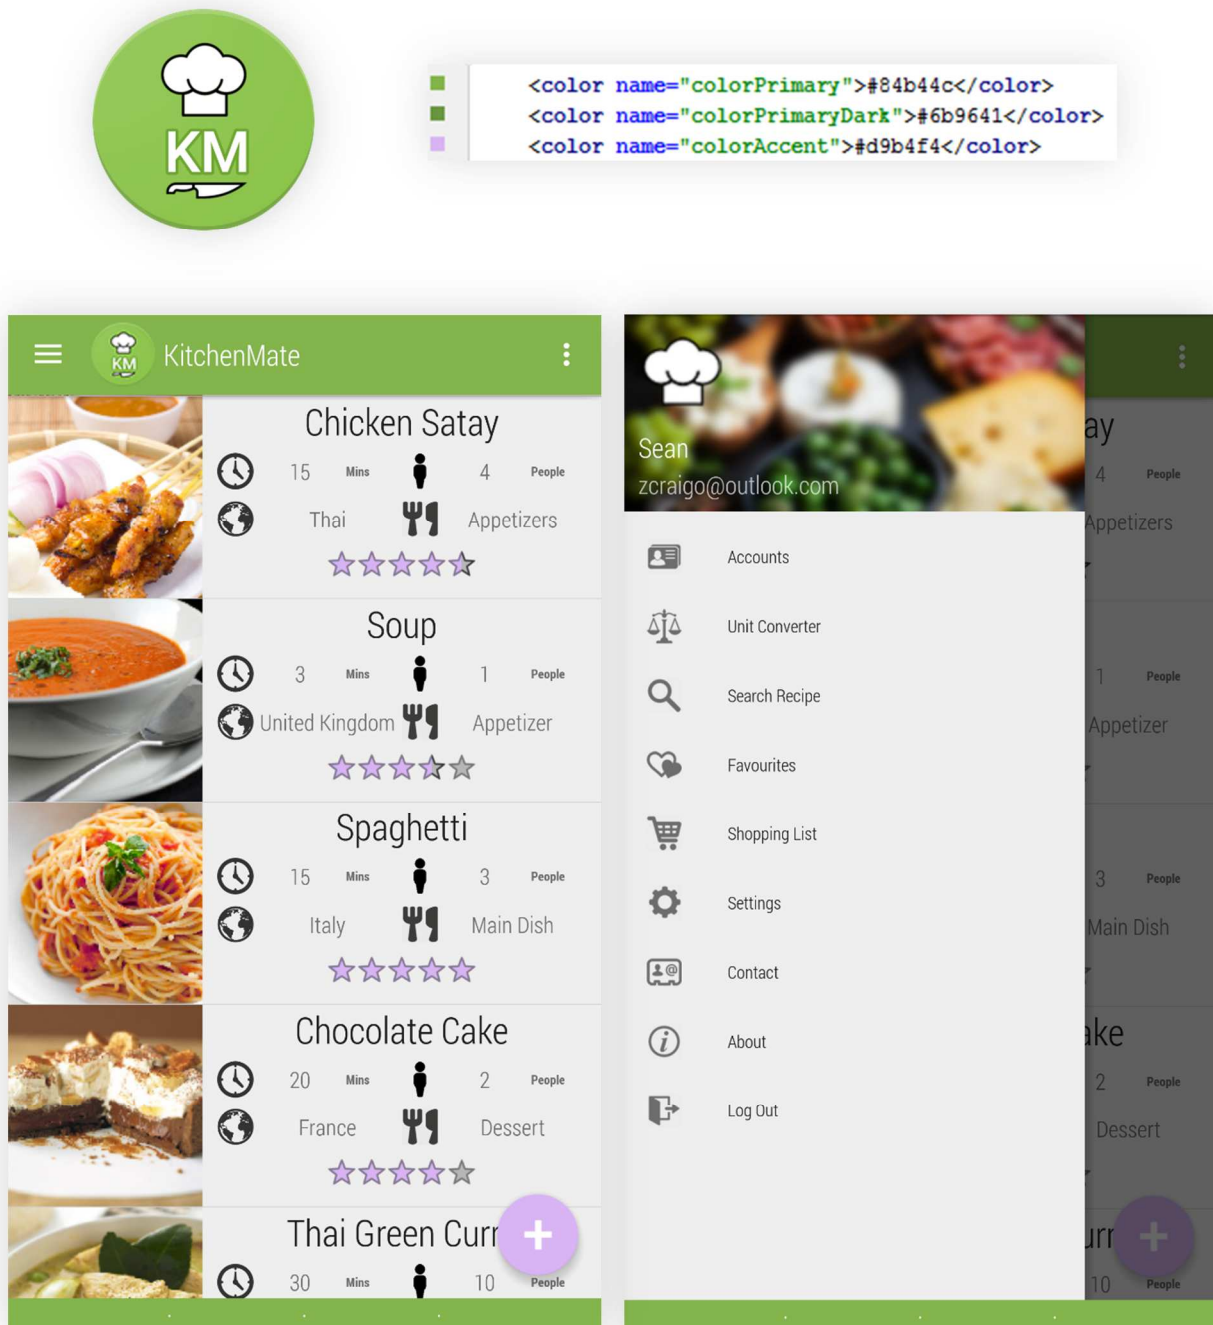 KM
<color name="colorPrimary">#84b44c</color>
<color name="colorPrimaryDark">#6b9641</color>
<color name="colorAccent">#d9b4f4</color>
KM KitchenMate
Chicken Satay
15 Mins 4 People
Thai Appetizers
Soup
3 Mins 1 People
United Kingdom Appetizer
Spaghetti
15 Mins 3 People
Italy Main Dish
Chocolate Cake
20 Mins 2 People
France Dessert
Thai Green Curr
30 Mins 10 People
Sean
zcraigo@outlook.com
Accounts
Unit Converter
Search Recipe
Favourites
Shopping List
Settings
Contact
About
Log Out
ay
4 People
Appetizers
1 People
Appetizer
3 People
Main Dish
ake
2 People
Dessert
urr
10 People